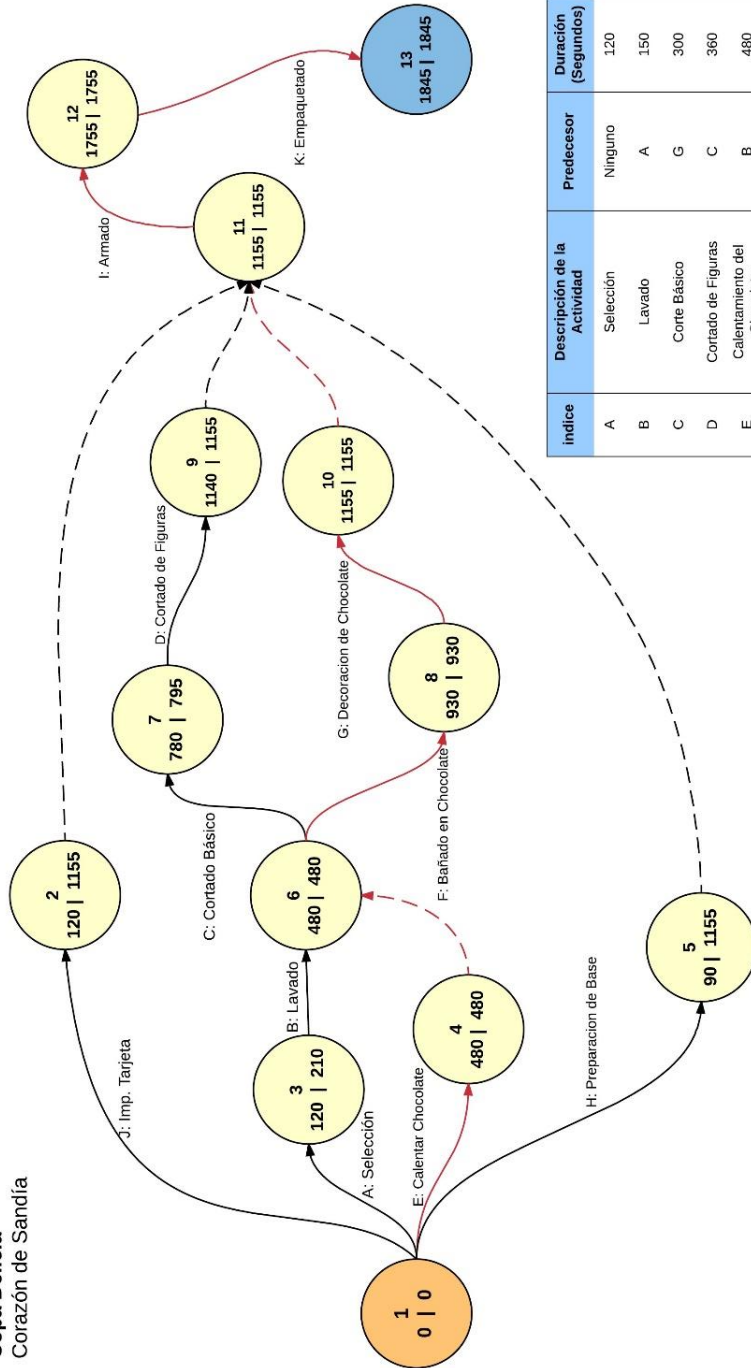 Corazón de Sandía
J: Imp. Tarjeta
A: Selección
E: Calentar Chocolate
H: Preparacion de Base
B: Lavado
C: Cortado Básico
F: Bañado en Chocolate
D: Cortado de Figuras
G: Decoracion de Chocolate
I: Armado
K: Empaquetado
1
0 | 0
2
120 | 1155
3
120 | 210
4
480 | 480
5
90 | 1155
6
480 | 480
7
780 | 795
8
930 | 930
9
1140 | 1155
10
1155 | 1155
11
1155 | 1155
12
1755 | 1755
13
1845 | 1845
indice Descripción de la Actividad Predecesor Duración (Segundos)
A Selección Ninguno 120
B Lavado A 150
C Corte Básico G 300
D Cortado de Figuras C 360
E Calentamiento del B 480